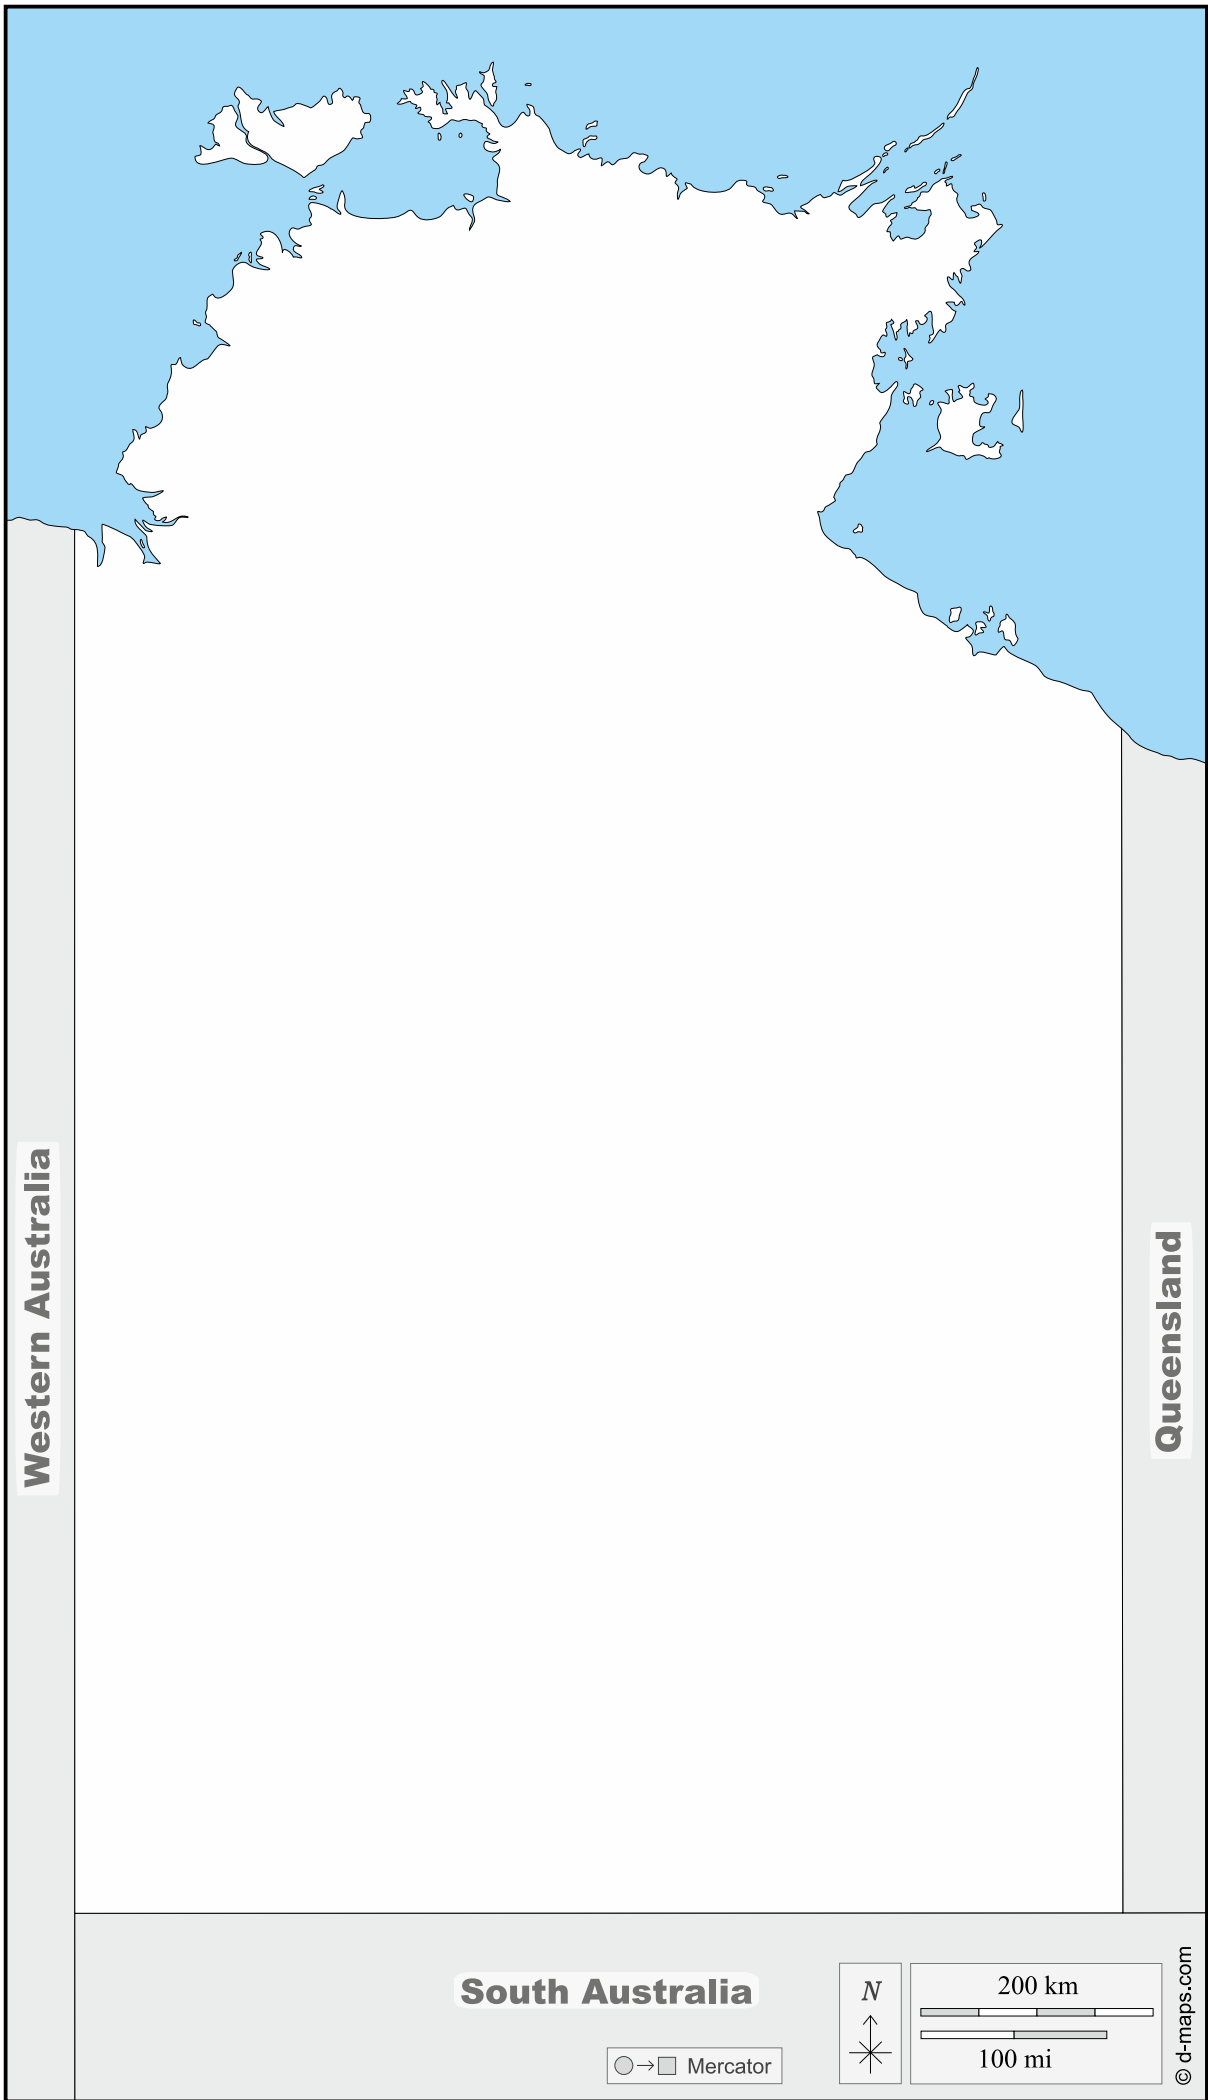 Western Australia
Queensland
South Australia
N
200 km
100 mi
Mercator
© d-maps.com